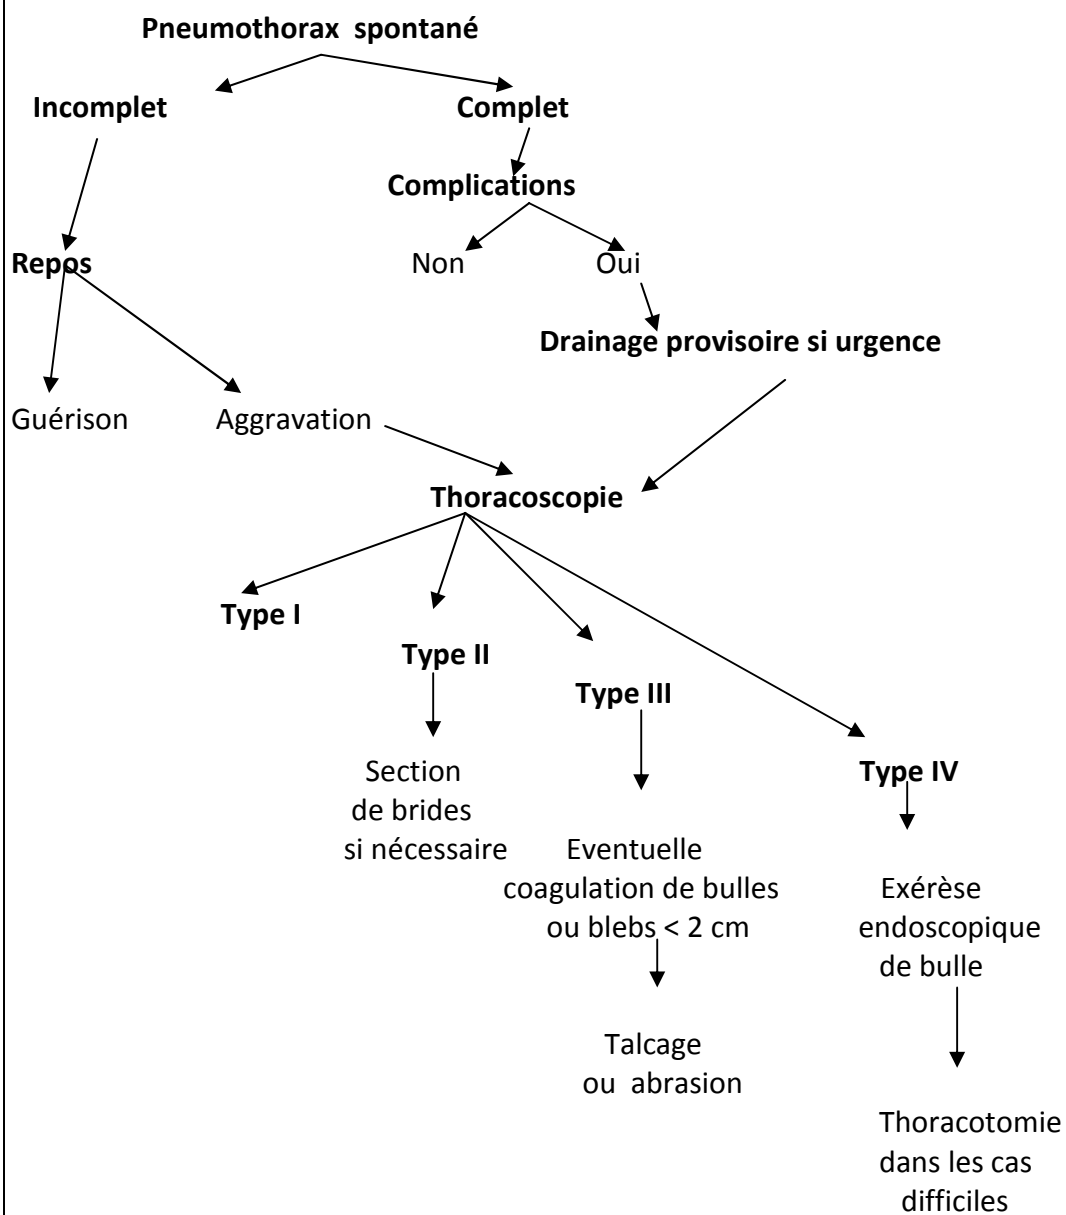 Pneumothorax spontané
Incomplet
Complet
Complications
Repos
Non
Oui
Drainage provisoire si urgence
Guérison
Aggravation
Thoracoscopie
Type I
Type II
Type III
Type IV
Section
de brides
si nécessaire
Eventuelle
coagulation de bulles
ou blebs < 2 cm
Exérèse
endoscopique
de bulle
Talcage
ou abrasion
Thoracotomie
dans les cas
difficiles